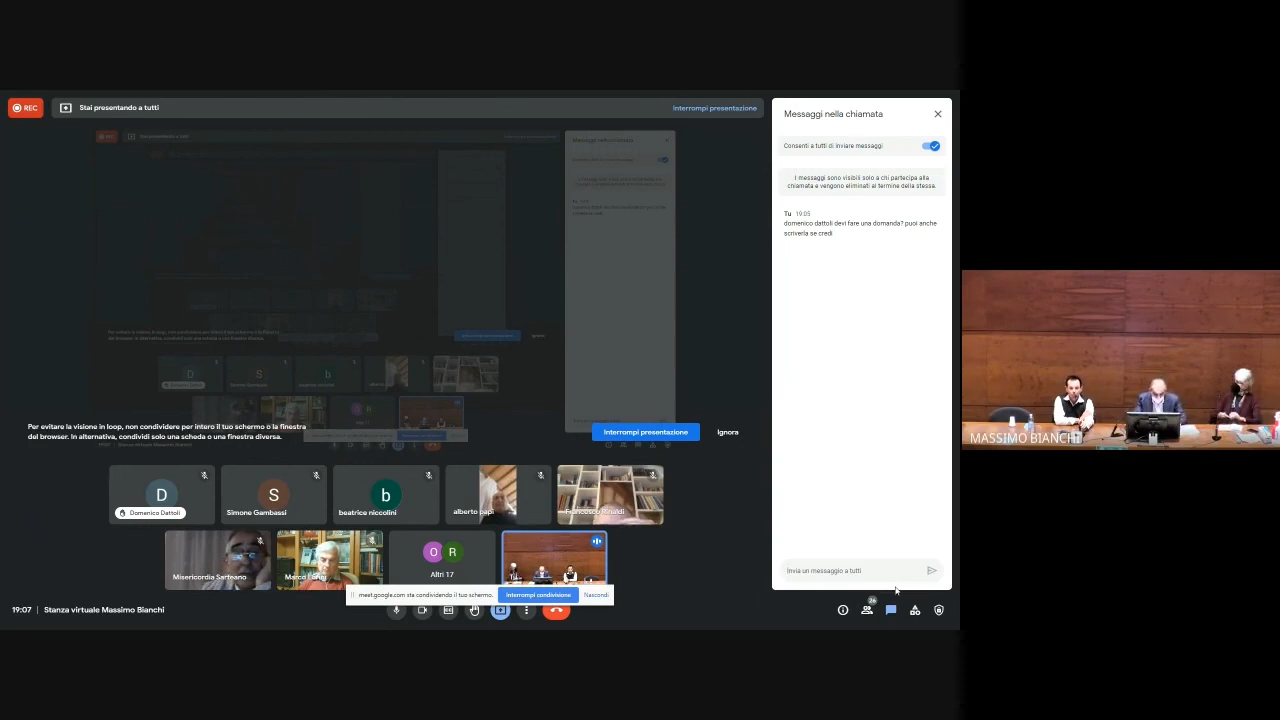 REC
Stai presentando a tutti
Interrompi presentazione
Messaggi nella chiamata
Consenti a tutti di inviare messaggi
I messaggi sono visibili solo a chi partecipa alla
chiamata e vengono eliminati al termine della stessa.
Tu 19:05
domenico dattoli devi fare una domanda? puoi anche
scriverla se credi
MASSIMO BIANCHI
Per evitare la visione in loop, non condividere per intero il tuo schermo o la finestra
del browser. In alternativa, condividi solo una scheda o una finestra diversa.
Interrompi presentazione
Ignora
D
S
b
Domenico Dattoli
Simone Gambassi
beatrice niccolini
alberto papi
Francesco Rinaldi
O R
Misericordia Sarteano
Altri 17
Invia un messaggio a tutti
meet.google.com sta condividendo il tuo schermo.
Interrompi condivisione
Nascondi
19:07 | Stanza virtuale Massimo Bianchi
26